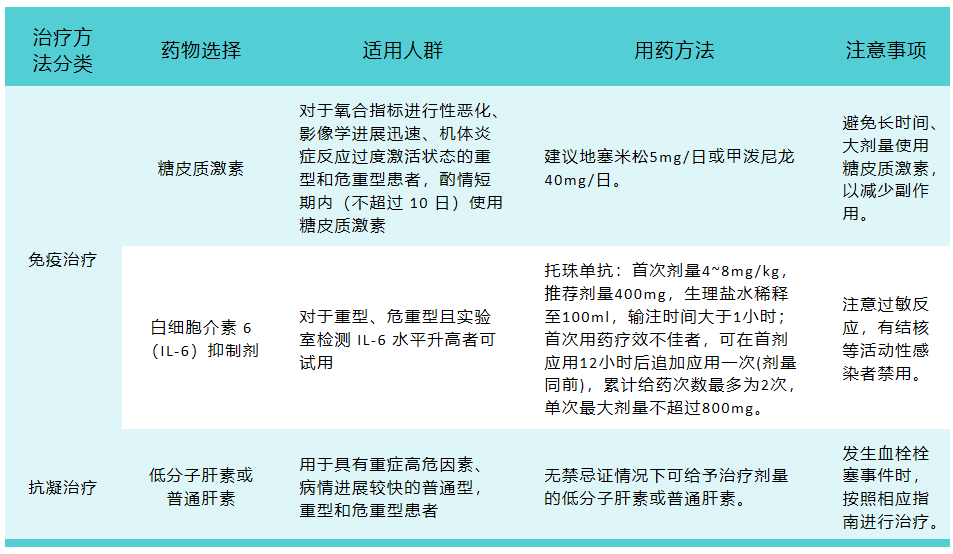 治疗方
法分类
药物选择
适用人群
用药方法
注意事项
免疫治疗
糖皮质激素
对于氧合指标进行性恶化、
影像学进展迅速、机体炎
症反应过度激活状态的重
型和危重型患者，酌情短
期内（不超过 10 日）使用
糖皮质激素
建议地塞米松5mg/日或甲泼尼龙
40mg/日。
避免长时间、
大剂量使用
糖皮质激素，
以减少副作
用。
白细胞介素 6
（IL-6）抑制剂
对于重型、危重型且实验
室检测 IL-6 水平升高者可
试用
托珠单抗：首次剂量4~8mg/kg，
推荐剂量400mg，生理盐水稀释
至100ml，输注时间大于1小时；
首次用药疗效不佳者，可在首剂
应用12小时后追加应用一次(剂量
同前)，累计给药次数最多为2次，
单次最大剂量不超过800mg。
注意过敏反
应，有结核
等活动性感
染者禁用。
抗凝治疗
低分子肝素或
普通肝素
用于具有重症高危因素、
病情进展较快的普通型，
重型和危重型患者
无禁忌证情况下可给予治疗剂量
的低分子肝素或普通肝素。
发生血栓栓
塞事件时，
按照相应指
南进行治疗。